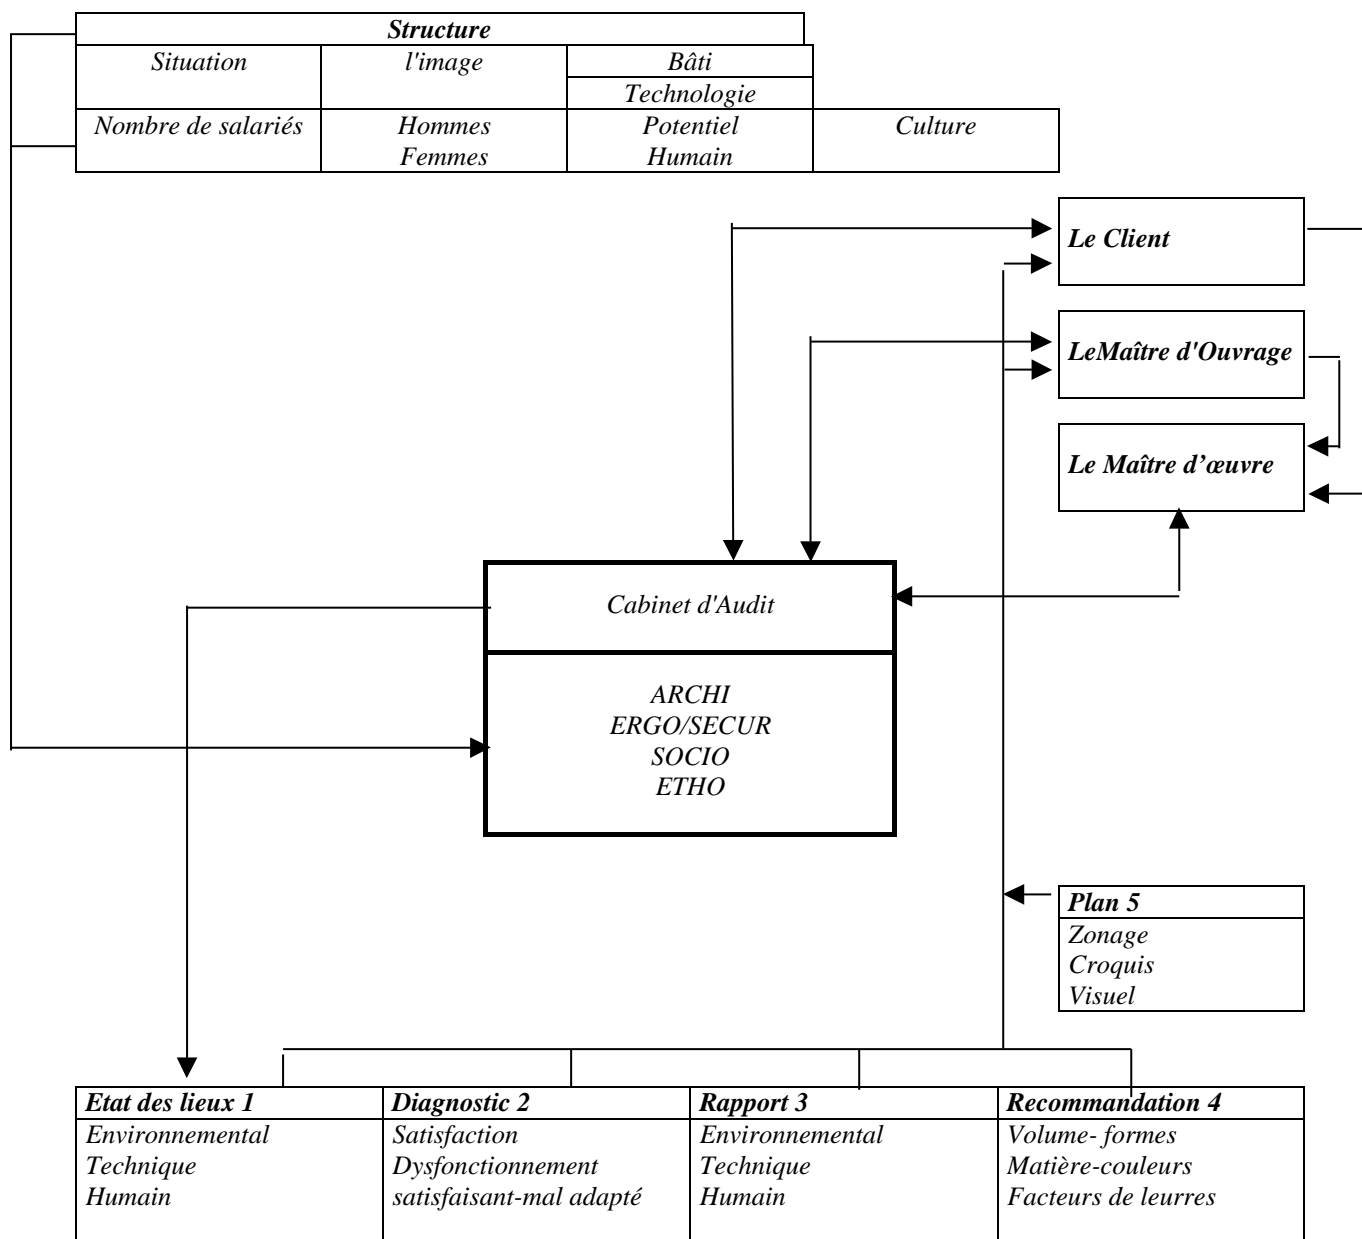 Structure
Situation
l'image
Bâti
Technologie
Nombre de salariés
Hommes
Femmes
Potentiel
Humain
Culture
Le Client
LeMaître d'Ouvrage
Le Maître d’œuvre
Cabinet d'Audit
ARCHI
ERGO/SECUR
SOCIO
ETHO
Plan 5
Zonage
Croquis
Visuel
Etat des lieux 1
Environnemental
Technique
Humain
Diagnostic 2
Satisfaction
Dysfonctionnement
satisfaisant-mal adapté
Rapport 3
Environnemental
Technique
Humain
Recommandation 4
Volume- formes
Matière-couleurs
Facteurs de leurres